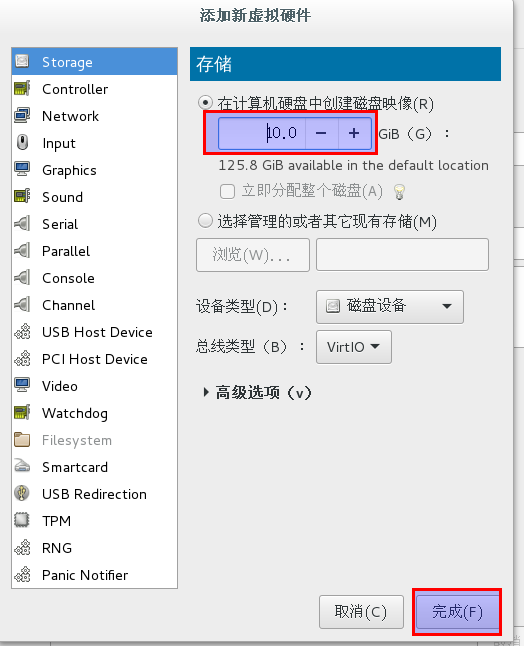 添加新虚拟硬件
Storage
Controller
Network
Input
Graphics
Sound
Serial
Parallel
Console
Channel
USB Host Device
PCI Host Device
Video
Watchdog
Filesystem
Smartcard
USB Redirection
TPM
RNG
Panic Notifier
存储
在计算机硬盘中创建磁盘映像(R)
10.0 − + GiB（G）：
125.8 GiB available in the default location
立即分配整个磁盘(A)
选择管理的或者其它现有存储(M)
浏览(W)...
设备类型(D)： 磁盘设备
总线类型（B）： VirtIO
高级选项（v）
取消(C) 完成(F)